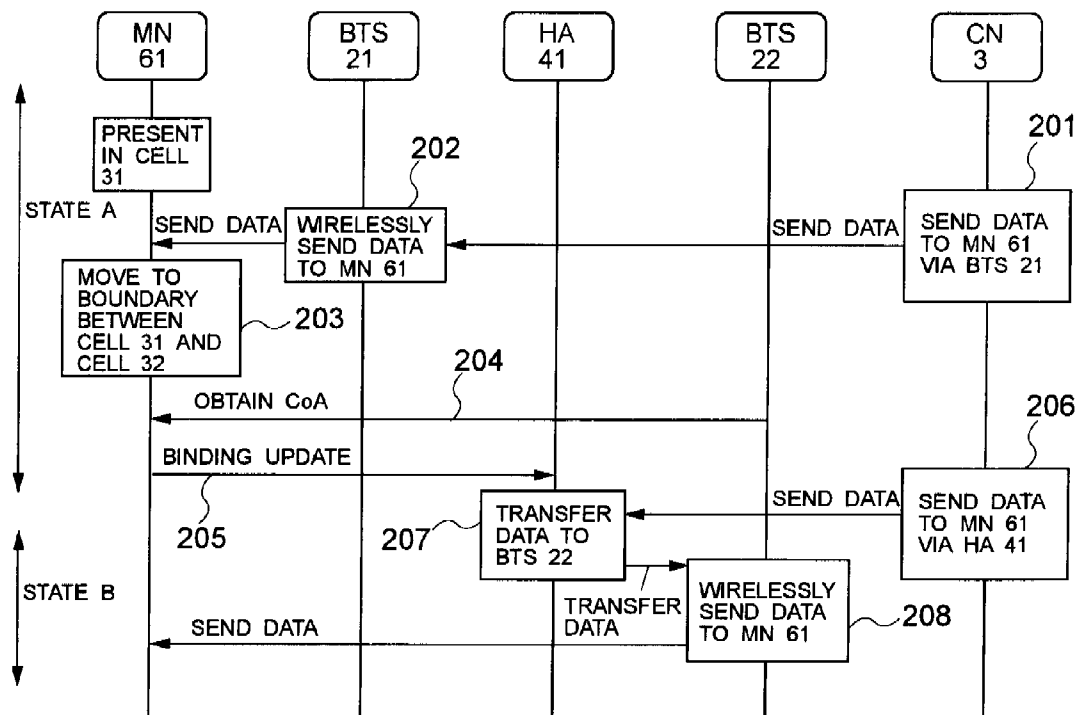 MN
61
BTS
21
HA
41
BTS
22
CN
3
PRESENT
IN CELL
31
STATE A
202
201
SEND DATA
WIRELESSLY
SEND DATA
TO MN 61
SEND DATA
SEND DATA
TO MN 61
VIA BTS 21
MOVE TO
BOUNDARY
BETWEEN
CELL 31 AND
CELL 32
203
204
OBTAIN CoA
206
BINDING UPDATE
205
207
TRANSFER
DATA TO
BTS 22
SEND DATA
SEND DATA
TO MN 61
VIA HA 41
STATE B
TRANSFER
DATA
WIRELESSLY
SEND DATA
TO MN 61
208
SEND DATA